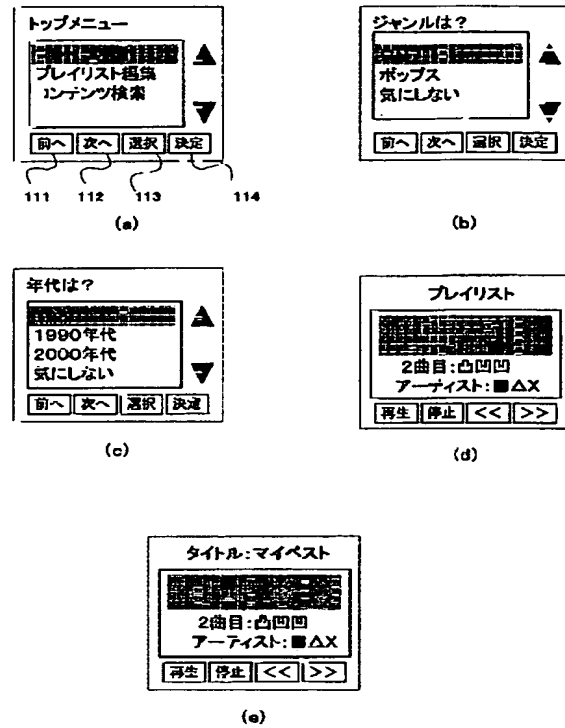 トップメニュー
プレイリスト編集
コンテンツ検索
前へ 次へ 選択 決定
111 112 113 114
(a)
ジャンルは?
ポップス
気にしない
前へ 次へ 選択 決定
(b)
年代は?
1990年代
2000年代
気にしない
前へ 次へ 選択 決定
(c)
プレイリスト
2曲目:凸凹凹
アーティスト:■△X
再生 停止 << >>
(d)
タイトル:マイベスト
2曲目:凸凹凹
アーティスト:■△X
再生 停止 << >>
(e)